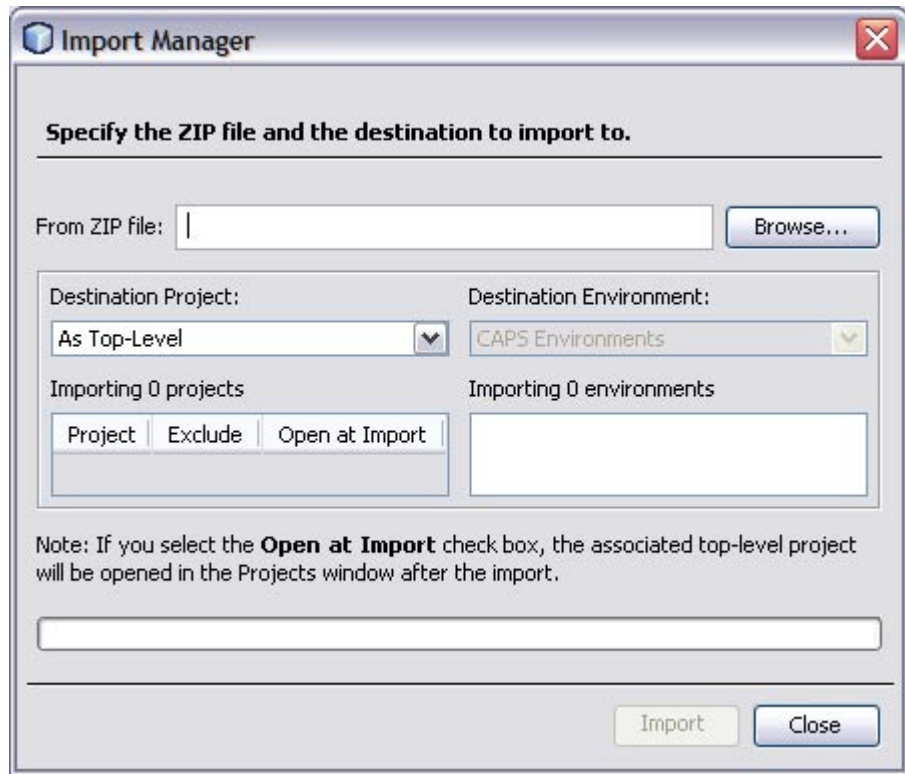 Import Manager
Specify the ZIP file and the destination to import to.
From ZIP file:
Browse...
Destination Project:
Destination Environment:
As Top-Level
CAPS Environments
Importing 0 projects
Importing 0 environments
Project Exclude Open at Import
Note: If you select the Open at Import check box, the associated top-level project
will be opened in the Projects window after the import.
Import
Close